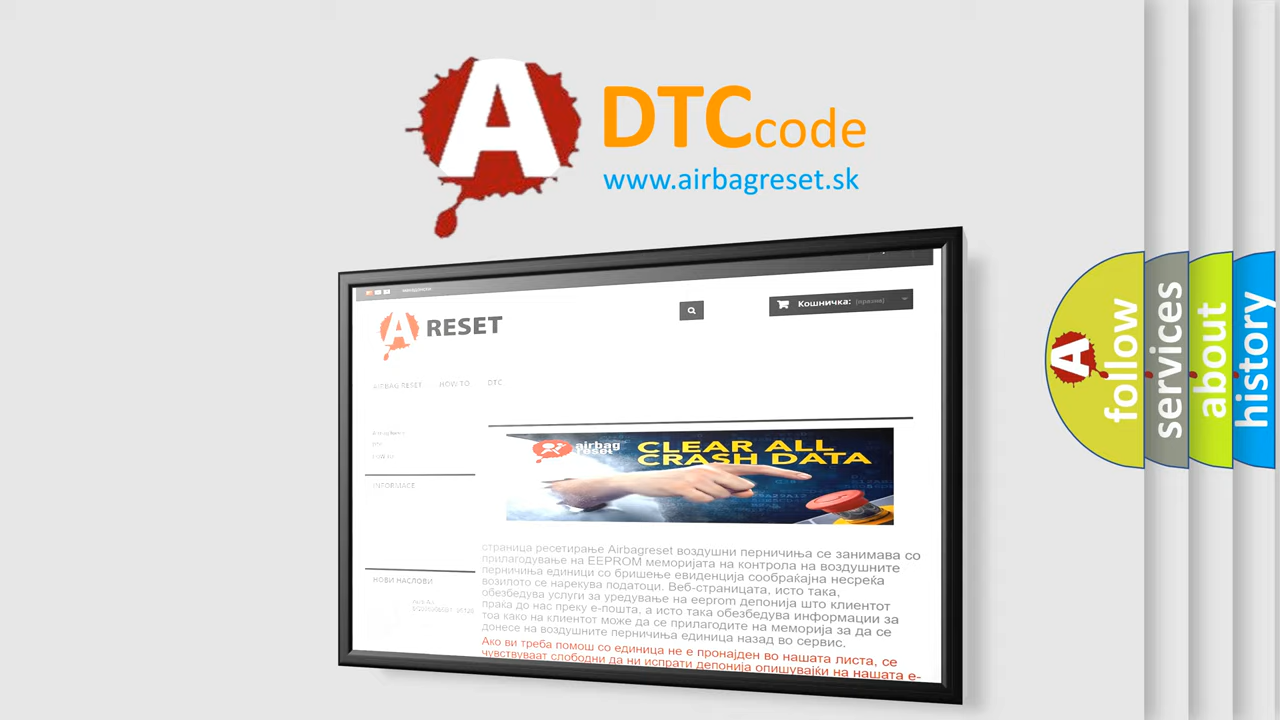 A DTCcode
www.airbagreset.sk
A RESET
Кошничка: (празни)
AIRBAG RESET HOW TO DTC
INFORMACE
НОВИ НАСЛОВИ
airbag
reset
CLEAR ALL
CRASH DATA
страница ресетирање Airbagreset воздушни перничиња се занимава со
прилагодување на EEPROM меморијата на контрола на воздушните
перничиња единици со бришење евиденција сообраќајна несреќа
возилото се нарекува податоци. Веб-страницата, исто така,
обезбедува услуги за уредување на eeprom депонија што клиентот
праќа до нас преку е-пошта, а исто така обезбедува информации за
тоа како на клиентот може да се прилагодите на меморија за да се
донесе на воздушните перничиња единица назад во сервис.
Ако ви треба помош со единица не е пронајден во нашата листа, се
чувствуваат слободни да ни испрати депонија опишувајќи на нашата е-
A follow
services
about
history